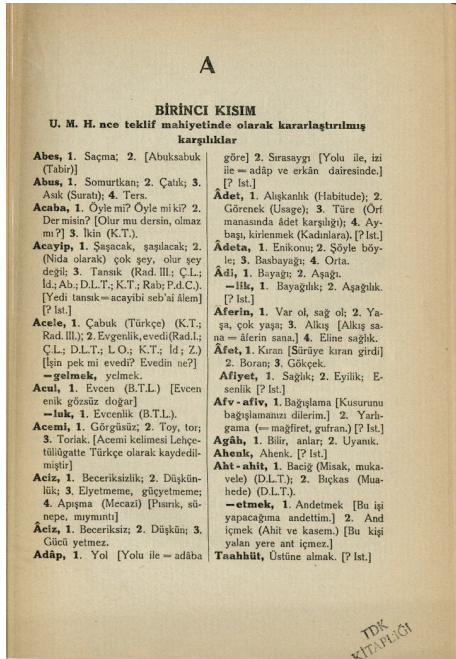 A
BİRİNCİ KISIM
U. M. H. nce teklif mahiyetinde olarak kararlaştırılmış
karşılıklar
Abes, 1. Saçma; 2. [Abuksabuk
(Tabir)]
Abus, 1. Somurtkan; 2. Çatık; 3.
Asık (Suratı); 4. Ters.
Acaba, 1. Öyle mi? Öyle mi ki? 2.
Der misin? [Olur mu dersin, olmaz
mı?] 3. İkin (K.T.).
Acayip, 1. Şaşacak, şaşılacak; 2.
(Nida olarak) çok şey, olur şey
değil; 3. Tansık (Rad. III.; Ç.L.;
İd.; Ab.; D.L.T.; K.T.; Rab; P.d.C.).
[Yedi tansık=acayibi seb'ai âlem]
[? Ist.]
Acele, 1. Çabuk (Türkçe) (K.T.;
Rad. III.); 2. Evgenlik, evedi (Rad.I.;
Ç.L.; D.L.T.; L O.; K.T.; İd; Z.)
[İşin pek mi evedi? Evedin ne?]
—gelmek, yelmek.
Acul, 1. Evcen (B.T.L.) [Evcen
enik gözsüz doğar]
—luk, 1. Evcenlik (B.T.L.).
Acemi, 1. Görgüsüz; 2. Toy, tor;
3. Torlak. [Acemi kelimesi Lehçe-
tülûgatte Türkçe olarak kaydedil-
miştir]
Aciz, 1. Beceriksizlik; 2. Düşkün-
lük; 3. Elyetmeme, güçyetmeme;
4. Apışma (Mecazî) [Pısırık, sü-
nepe, mıymıntı]
Âciz, 1. Beceriksiz; 2. Düşkün; 3.
Gücü yetmez.
Adâp, 1. Yol [Yolu ile = adâba
göre] 2. Sırasaygı [Yolu ile, izi
ile = adâp ve erkân dairesinde.]
[? Ist.]
Âdet, 1. Alışkanlık (Habitude); 2.
Görenek (Usage); 3. Türe (Örf
manasında âdet karşılığı); 4. Ay-
başı, kirlenmek (Kadınlara). [? Ist]
Âdeta, 1. Enikonu; 2. Şöyle böy-
le; 3. Basbayağı; 4. Orta.
Âdi, 1. Bayağı; 2. Aşağı.
—lik, 1. Bayağılık; 2. Aşağılık.
[? Ist.]
Âferin, 1. Var ol, sağ ol; 2. Ya-
şa, çok yaşa; 3. Alkış [Alkış sa-
na = âferin sana.] 4. Eline sağlık.
Âfet, 1. Kıran [Sürüye kıran girdi]
2. Boran; 3. Gökçek.
Afiyet, 1. Sağlık; 2. Eyilik; E-
senlik [? Ist.]
Afv - afiv, 1. Bağışlama [Kusurunu
bağışlamanızı dilerim.] 2. Yarlı-
gama (= mağfiret, gufran.) [? Ist.]
Agâh, 1. Bilir, anlar; 2. Uyanık.
Ahenk, Ahenk. [? Ist.]
Aht - ahit, 1. Baciğ (Misak, muka-
vele) (D.L.T.); 2. Bıçkas (Mua-
hede) (D.L.T.).
—etmek, 1. Andetmek [Bu işi
yapacağıma andettim.] 2. And
içmek (Ahit ve kasem.) [Bu kişi
yalan yere ant içmez.]
Taahhüt, Üstüne almak. [? Ist.]
TDK
KİTAPLIĞI